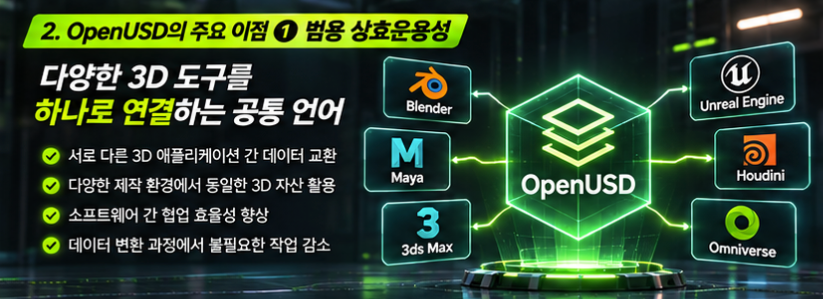 2. OpenUSD의 주요 이점 ❶ 범용 상호운용성
다양한 3D 도구를
하나로 연결하는 공통 언어
서로 다른 3D 애플리케이션 간 데이터 교환
다양한 제작 환경에서 동일한 3D 자산 활용
소프트웨어 간 협업 효율성 향상
데이터 변환 과정에서 불필요한 작업 감소
Blender
Maya
3ds Max
OpenUSD
Unreal Engine
Houdini
Omniverse